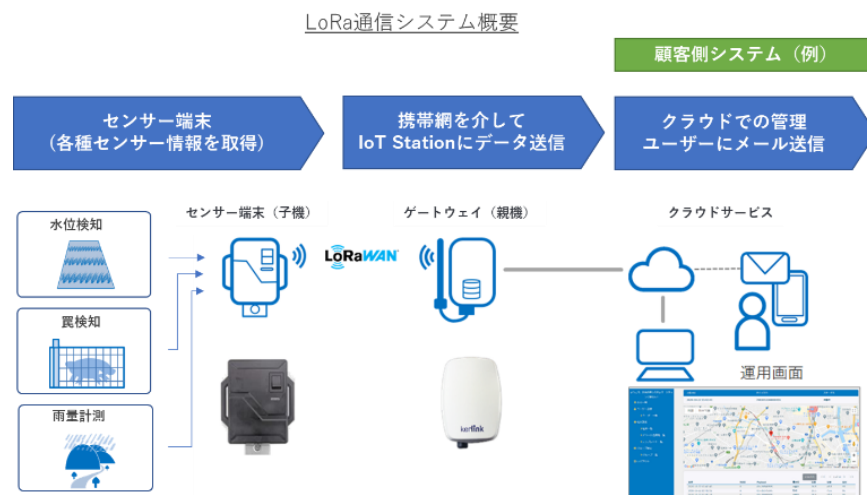 LoRa通信システム概要
顧客側システム（例）
センサー端末
（各種センサー情報を取得）
携帯網を介して
IoT Stationにデータ送信
クラウドでの管理
ユーザーにメール送信
水位検知
センサー端末（子機）
ゲートウェイ（親機）
クラウドサービス
LoRaWAN
罠検知
雨量計測
kerlink
運用画面